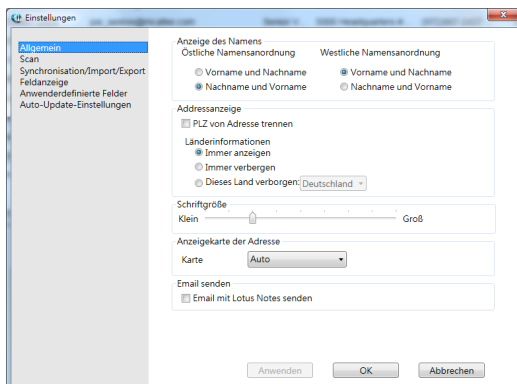 Einstellungen
Allgemein
Scan
Synchronisation/Import/Export
Feldanzeige
Anwenderdefinierte Felder
Auto-Update-Einstellungen
Anzeige des Namens
Östliche Namensanordnung Westliche Namensanordnung
Vorname und Nachname Vorname und Nachname
Nachname und Vorname Nachname und Vorname
Addressanzeige
PLZ von Adresse trennen
Länderinformationen
Immer anzeigen
Immer verbergen
Dieses Land verborgen: Deutschland
Schriftgröße
Klein Groß
Anzeigekarte der Adresse
Karte Auto
Email senden
Email mit Lotus Notes senden
Anwenden OK Abbrechen